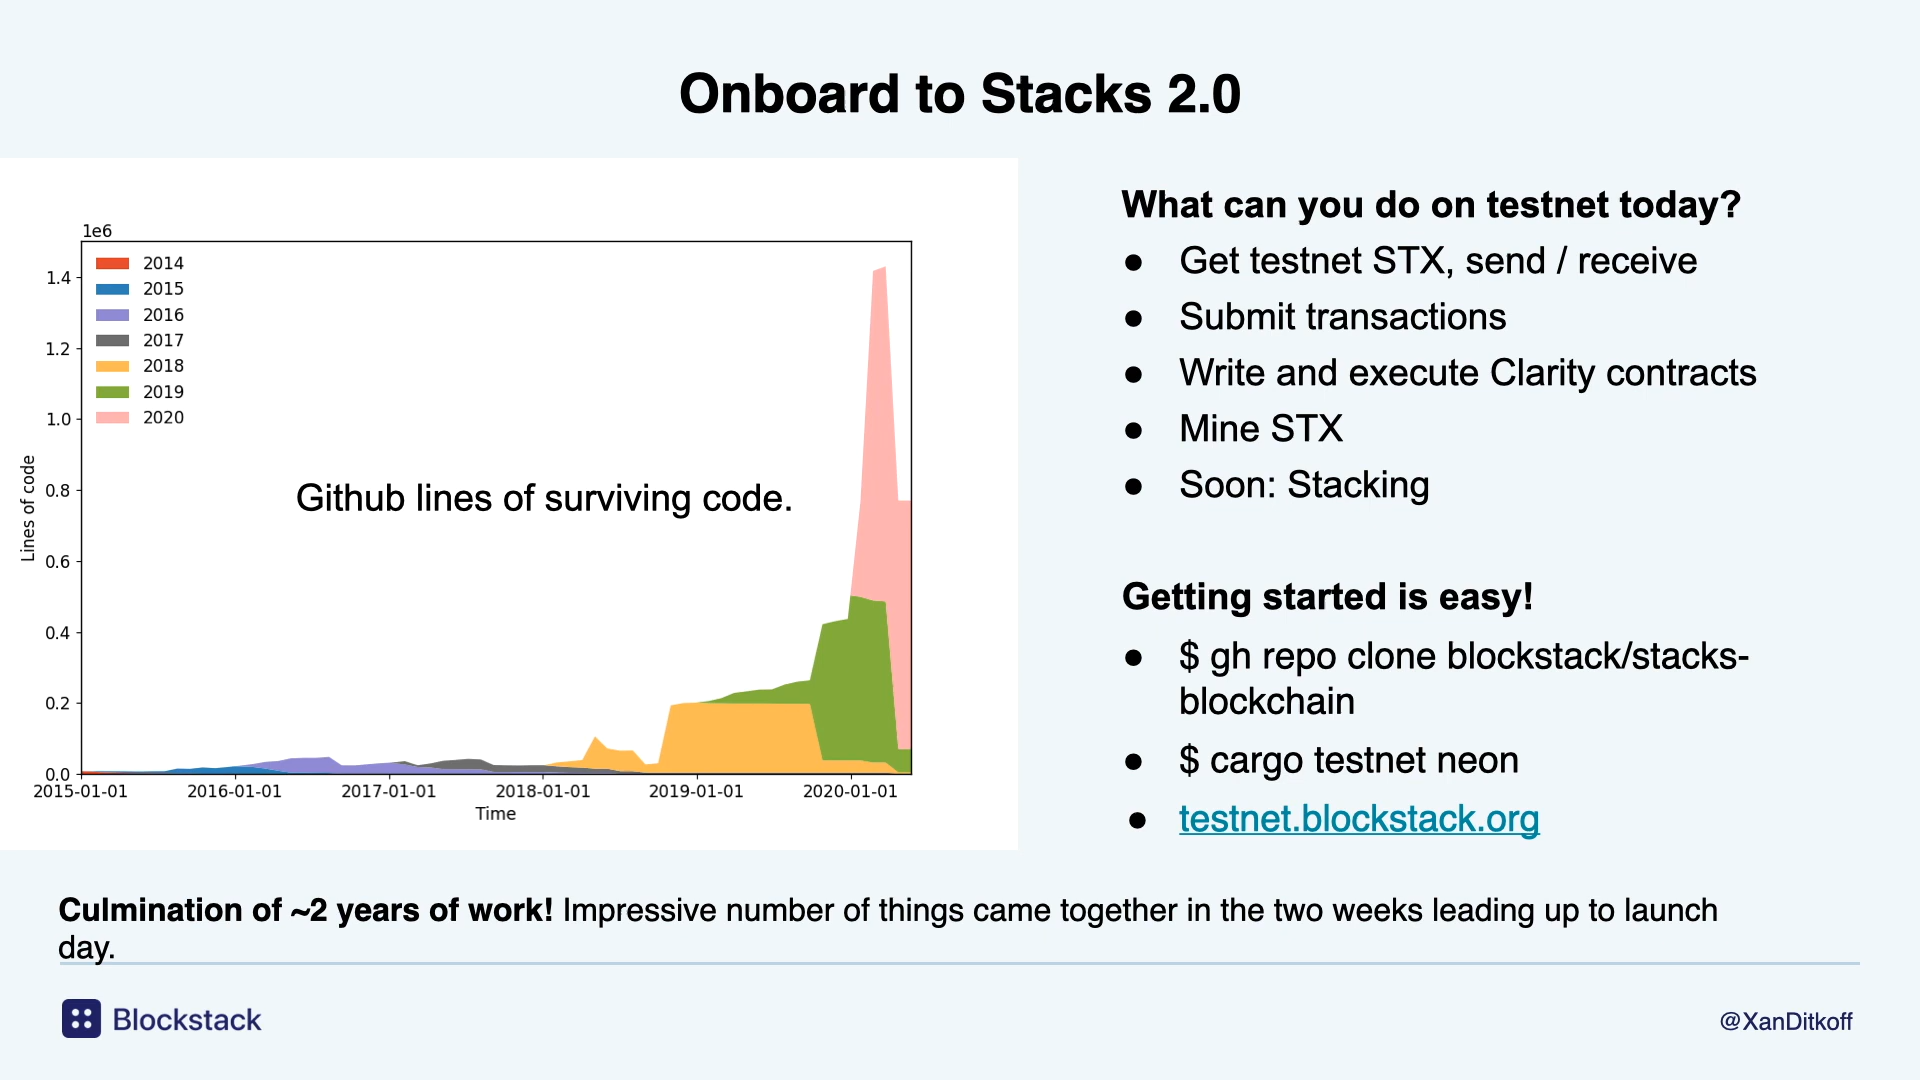 Onboard to Stacks 2.0
1e6
1.4
1.2
1.0
0.8
0.6
0.4
0.2
0.0
Lines of code
2014
2015
2016
2017
2018
2019
2020
Github lines of surviving code.
2015-01-01
2016-01-01
2017-01-01
2018-01-01
2019-01-01
2020-01-01
Time
What can you do on testnet today?
● Get testnet STX, send / receive
● Submit transactions
● Write and execute Clarity contracts
● Mine STX
● Soon: Stacking
Getting started is easy!
● $ gh repo clone blockstack/stacks-
blockchain
● $ cargo testnet neon
● testnet.blockstack.org
Culmination of ~2 years of work! Impressive number of things came together in the two weeks leading up to launch
day.
Blockstack
@XanDitkoff